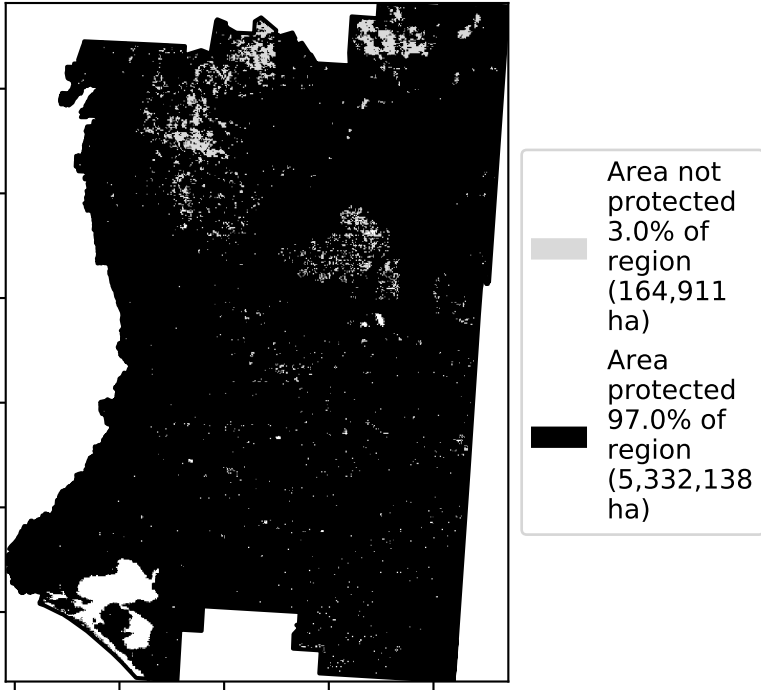 Area not
protected
3.0% of
region
(164,911
ha)
Area
protected
97.0% of
region
(5,332,138
ha)